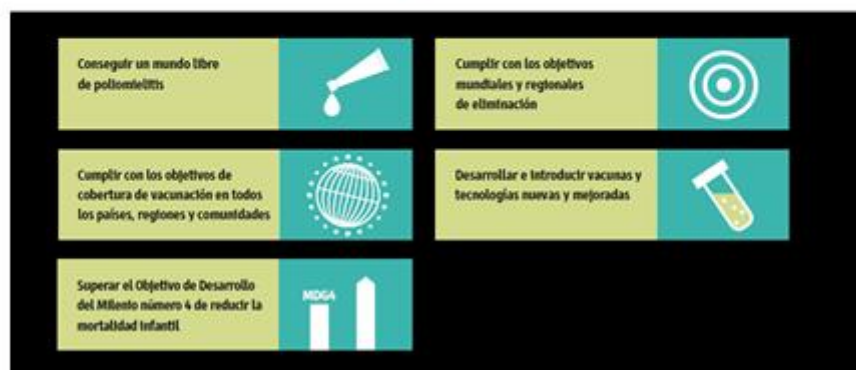 Conseguir un mundo libre
de poliomielitis
Cumplir con los objetivos
mundiales y regionales
de eliminación
Cumplir con los objetivos de
cobertura de vacunación en todos
los países, regiones y comunidades
Desarrollar e introducir vacunas y
tecnologías nuevas y mejoradas
Superar el Objetivo de Desarrollo
del Milenio número 4 de reducir la
mortalidad infantil
MDG4